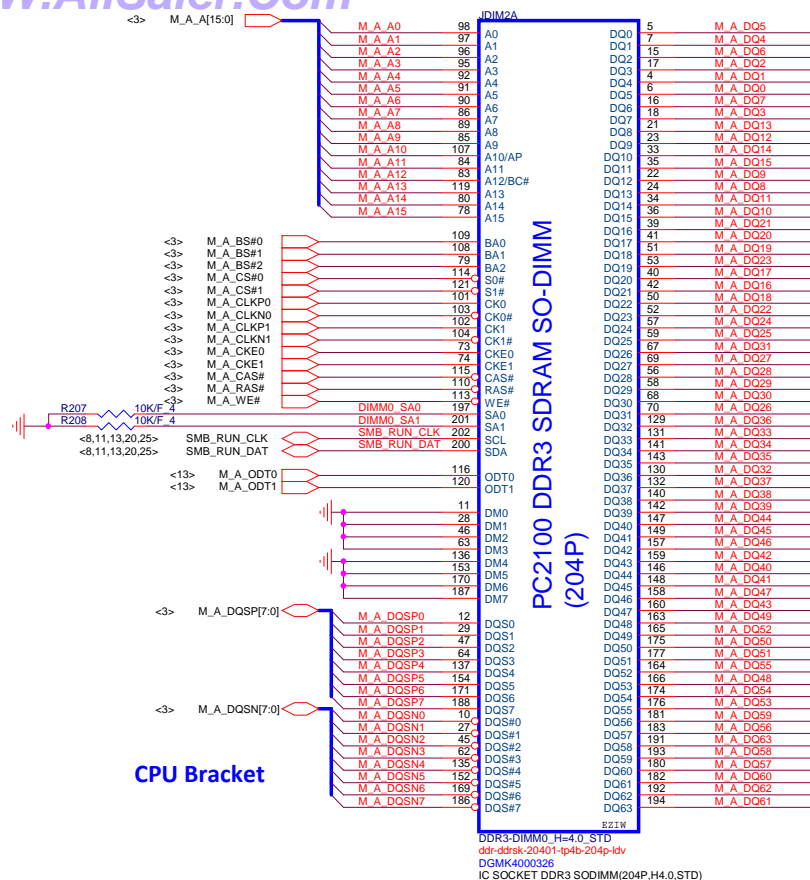 W.AliSaler.Com
<3> M_A_A[15:0]
JDIM2A
M_A_A0 98 A0
M_A_A1 97 A1
M_A_A2 96 A2
M_A_A3 95 A3
M_A_A4 92 A4
M_A_A5 91 A5
M_A_A6 90 A6
M_A_A7 86 A7
M_A_A8 89 A8
M_A_A9 85 A9
M_A_A10 107 A10/AP
M_A_A11 84 A11
M_A_A12 83 A12/BC#
M_A_A13 119 A13
M_A_A14 80 A14
M_A_A15 78 A15
<3> M_A_BS#0 109 BA0
<3> M_A_BS#1 108 BA1
<3> M_A_BS#2 79 BA2
<3> M_A_CS#0 114 S0#
<3> M_A_CS#1 121 S1#
<3> M_A_CLKP0 101 CK0
<3> M_A_CLKN0 103 CK0#
<3> M_A_CLKP1 102 CK1
<3> M_A_CLKN1 104 CK1#
<3> M_A_CKE0 73 CKE0
<3> M_A_CKE1 74 CKE1
<3> M_A_CAS# 115 CAS#
<3> M_A_RAS# 110 RAS#
<3> M_A_WE# 113 WE#
R207 10K/F_4 DIMM0_SA0 197 SA0
R208 10K/F_4 DIMM0_SA1 201 SA1
<8,11,13,20,25> SMB_RUN_CLK SMB_RUN_CLK 202 SCL
<8,11,13,20,25> SMB_RUN_DAT SMB_RUN_DAT 200 SDA
<13> M_A_ODT0 116 ODT0
<13> M_A_ODT1 120 ODT1
11 DM0
28 DM1
46 DM2
63 DM3
136 DM4
153 DM5
170 DM6
187 DM7
<3> M_A_DQSP[7:0]
M_A_DQSP0 12 DQS0
M_A_DQSP1 29 DQS1
M_A_DQSP2 47 DQS2
M_A_DQSP3 64 DQS3
M_A_DQSP4 137 DQS4
M_A_DQSP5 154 DQS5
M_A_DQSP6 171 DQS6
M_A_DQSP7 188 DQS7
<3> M_A_DQSN[7:0]
M_A_DQSN0 10 DQS#0
M_A_DQSN1 27 DQS#1
M_A_DQSN2 45 DQS#2
M_A_DQSN3 62 DQS#3
M_A_DQSN4 135 DQS#4
M_A_DQSN5 152 DQS#5
M_A_DQSN6 169 DQS#6
M_A_DQSN7 186 DQS#7
CPU Bracket
PC2100 DDR3 SDRAM SO-DIMM
(204P)
DQ0 5 M_A_DQ5
DQ1 7 M_A_DQ4
DQ2 15 M_A_DQ6
DQ3 17 M_A_DQ2
DQ4 4 M_A_DQ1
DQ5 6 M_A_DQ0
DQ6 16 M_A_DQ7
DQ7 18 M_A_DQ3
DQ8 21 M_A_DQ13
DQ9 23 M_A_DQ12
DQ10 33 M_A_DQ14
DQ11 35 M_A_DQ15
DQ12 22 M_A_DQ9
DQ13 24 M_A_DQ8
DQ14 34 M_A_DQ11
DQ15 36 M_A_DQ10
DQ16 39 M_A_DQ21
DQ17 41 M_A_DQ20
DQ18 51 M_A_DQ19
DQ19 53 M_A_DQ23
DQ20 40 M_A_DQ17
DQ21 42 M_A_DQ16
DQ22 50 M_A_DQ18
DQ23 52 M_A_DQ22
DQ24 57 M_A_DQ24
DQ25 59 M_A_DQ25
DQ26 67 M_A_DQ31
DQ27 69 M_A_DQ27
DQ28 56 M_A_DQ28
DQ29 58 M_A_DQ29
DQ30 68 M_A_DQ30
DQ31 70 M_A_DQ26
DQ32 129 M_A_DQ36
DQ33 131 M_A_DQ33
DQ34 141 M_A_DQ34
DQ35 143 M_A_DQ35
DQ36 130 M_A_DQ32
DQ37 132 M_A_DQ37
DQ38 140 M_A_DQ38
DQ39 142 M_A_DQ39
DQ40 147 M_A_DQ44
DQ41 149 M_A_DQ45
DQ42 157 M_A_DQ46
DQ43 159 M_A_DQ42
DQ44 146 M_A_DQ40
DQ45 148 M_A_DQ41
DQ46 158 M_A_DQ47
DQ47 160 M_A_DQ43
DQ48 163 M_A_DQ49
DQ49 165 M_A_DQ52
DQ50 175 M_A_DQ50
DQ51 177 M_A_DQ51
DQ52 164 M_A_DQ55
DQ53 166 M_A_DQ48
DQ54 174 M_A_DQ54
DQ55 176 M_A_DQ53
DQ56 181 M_A_DQ59
DQ57 183 M_A_DQ56
DQ58 191 M_A_DQ63
DQ59 193 M_A_DQ58
DQ60 180 M_A_DQ57
DQ61 182 M_A_DQ60
DQ62 192 M_A_DQ62
DQ63 194 M_A_DQ61
EZIW
DDR3-DIMM0_H=4.0_STD
ddr-ddrsk-20401-tp4b-204p-ldv
DGMK4000326
IC SOCKET DDR3 SODIMM(204P,H4.0,STD)